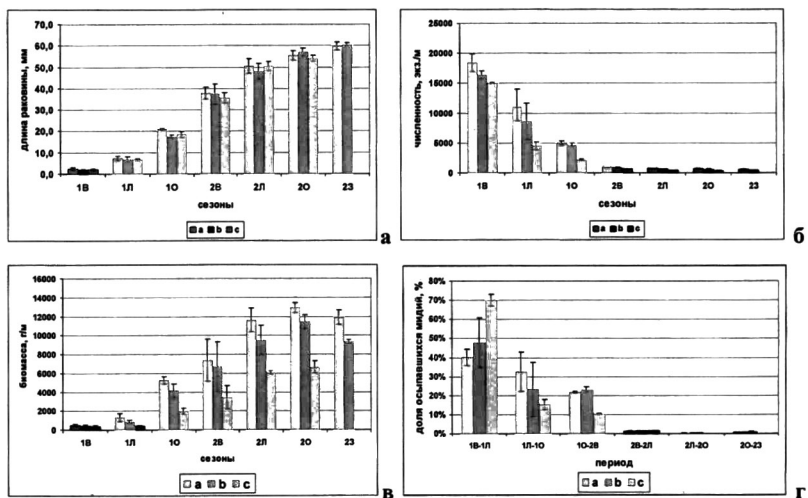 длина раковины, мм
70,0
60,0
50,0
40,0
30,0
20,0
10,0
0,0
1В 1Л 1О 2В 2Л 2О 23
сезоны
a b c
а
численность, экз./м
25000
20000
15000
10000
5000
0
1В 1Л 1О 2В 2Л 2О 23
сезоны
a b c
б
биомасса, г/м
16000
14000
12000
10000
8000
6000
4000
2000
0
1В 1Л 1О 2В 2Л 2О 23
сезоны
a b c
в
доля осыпавшихся мидий, %
80%
70%
60%
50%
40%
30%
20%
10%
0%
1В-1Л 1Л-1О 1О-2В 2В-2Л 2Л-2О 2О-23
период
a b c
г